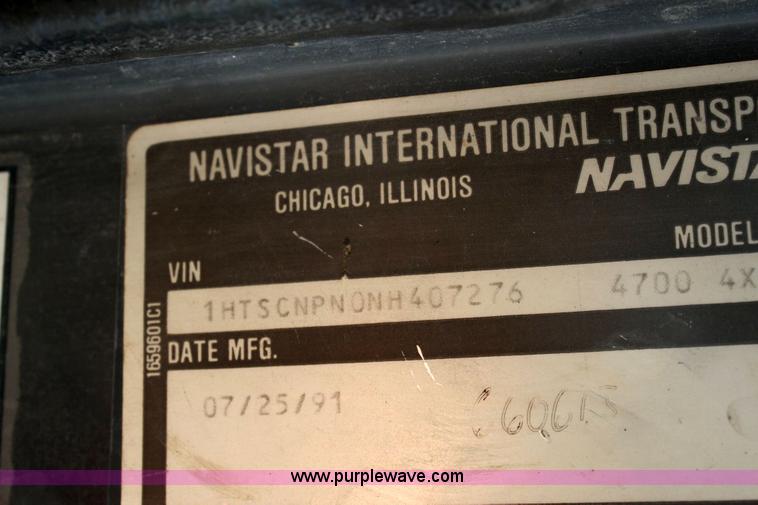 NAVISTAR INTERNATIONAL TRANSP
CHICAGO, ILLINOIS
NAVISTA
MODEL
VIN
1HTSCNPN0NH407276 4700 4X
1659601C1
DATE MFG.
07/25/91
www.purplewave.com